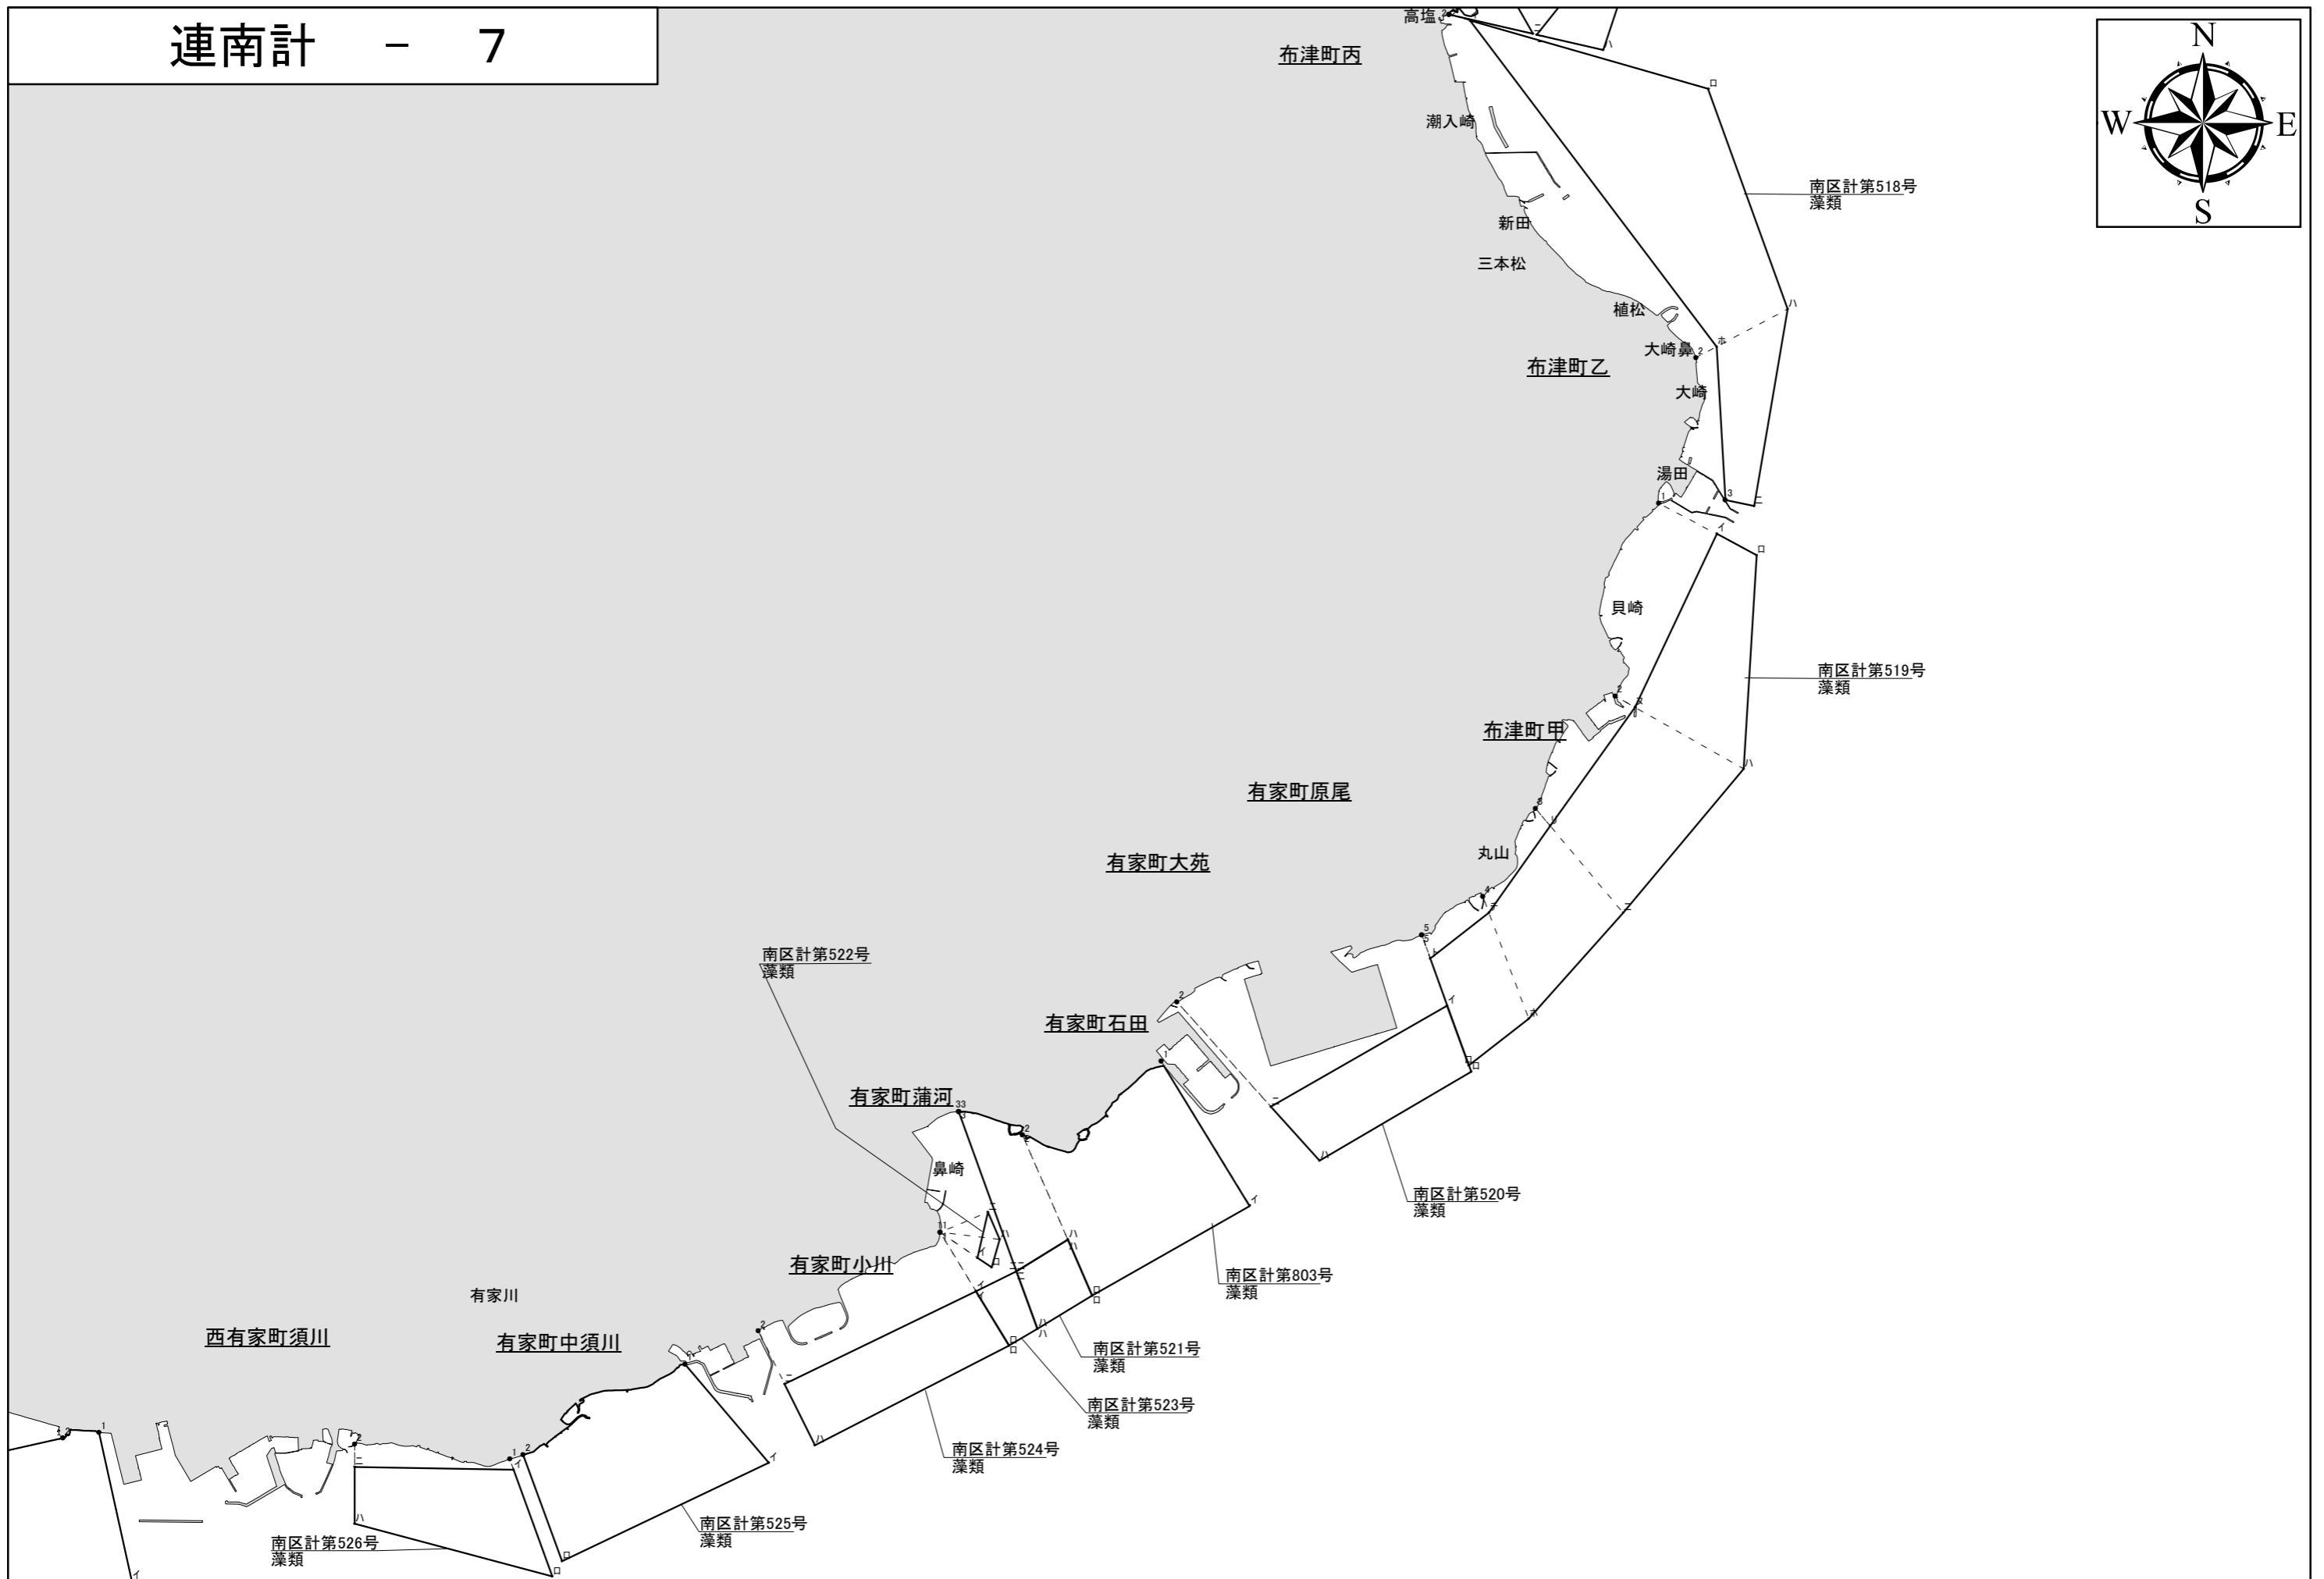 連南計 － 7
N
W E
S
高塩
布津町丙
潮入崎
新田
三本松
植松
大崎鼻
布津町乙
大崎
湯田
貝崎
布津町甲
有家町原尾
有家町大苑
丸山
有家町石田
有家町蒲河
鼻崎
有家町小川
有家川
西有家町須川
有家町中須川
南区計第518号
藻類
南区計第519号
藻類
南区計第522号
藻類
南区計第520号
藻類
南区計第803号
藻類
南区計第521号
藻類
南区計第523号
藻類
南区計第524号
藻類
南区計第525号
藻類
南区計第526号
藻類